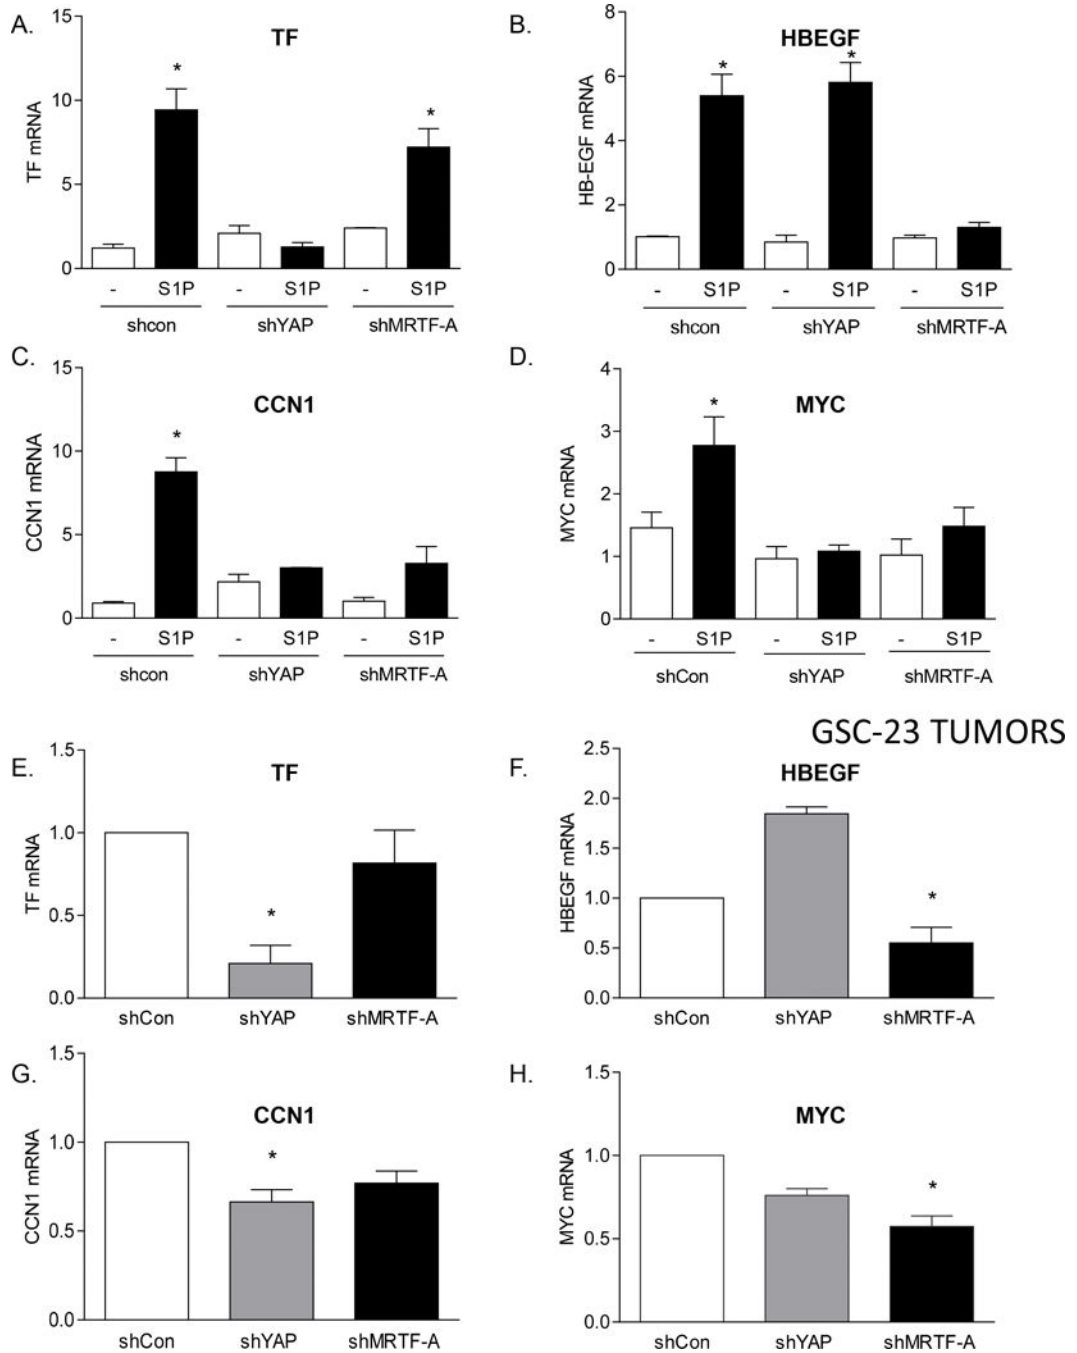 A.
TF
15
10
5
0
TF mRNA
*
*
- S1P - S1P - S1P
shcon shYAP shMRTF-A
B.
HBEGF
8
6
4
2
0
HB-EGF mRNA
*
*
- S1P - S1P - S1P
shcon shYAP shMRTF-A
C.
CCN1
15
10
5
0
CCN1 mRNA
*
- S1P - S1P - S1P
shcon shYAP shMRTF-A
D.
MYC
4
3
2
1
0
MYC mRNA
*
- S1P - S1P - S1P
shCon shYAP shMRTF-A
GSC-23 TUMORS
E.
TF
1.5
1.0
0.5
0.0
TF mRNA
*
shCon shYAP shMRTF-A
F.
HBEGF
2.5
2.0
1.5
1.0
0.5
0.0
HBEGF mRNA
*
shCon shYAP shMRTF-A
G.
CCN1
1.5
1.0
0.5
0.0
CCN1 mRNA
*
shCon shYAP shMRTF-A
H.
MYC
1.5
1.0
0.5
0.0
MYC mRNA
*
shCon shYAP shMRTF-A